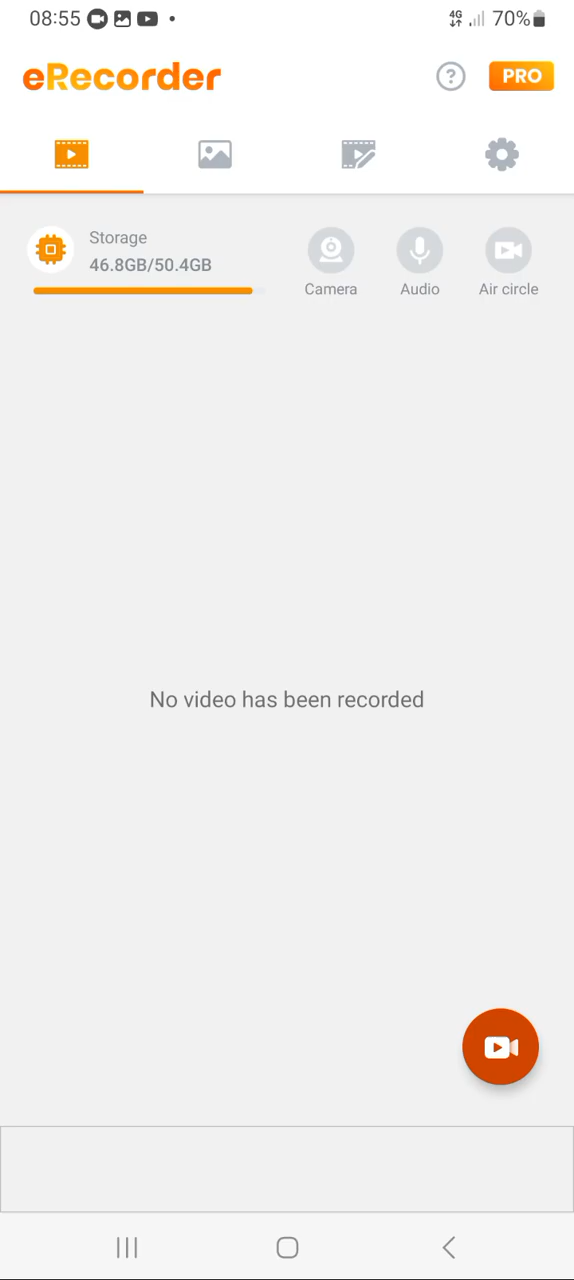 08:55
4G 70%
eRecorder
? PRO
Storage
46.8GB/50.4GB
Camera Audio Air circle
No video has been recorded